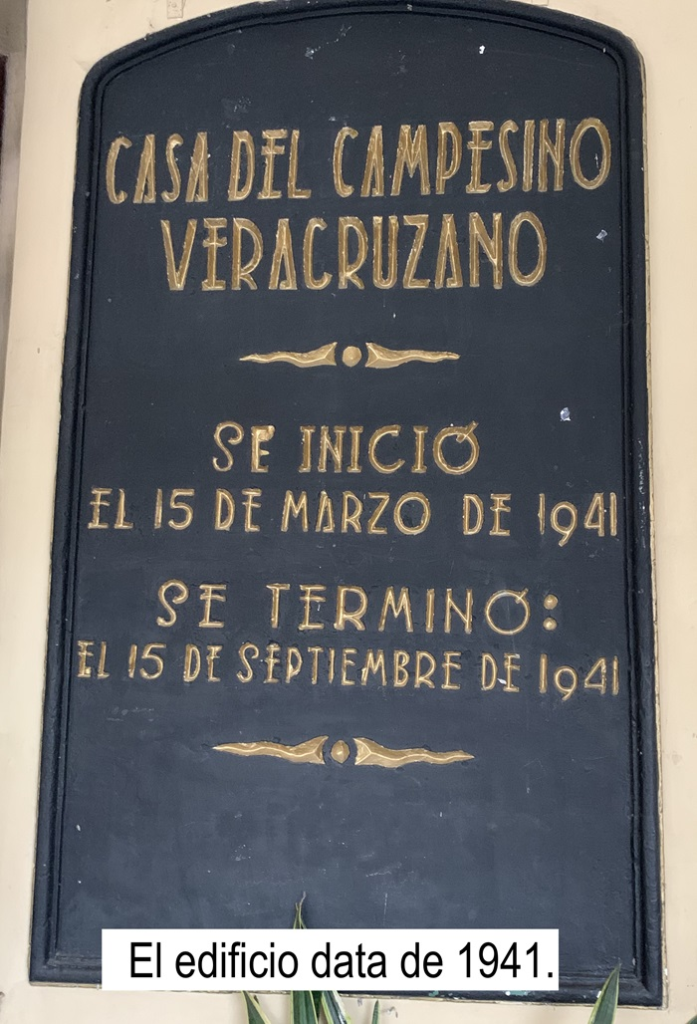 CASA DEL CAMPESINO
VERACRUZANO
SE INICIÓ
EL 15 DE MARZO DE 1941
SE TERMINÓ:
EL 15 DE SEPTIEMBRE DE 1941
El edificio data de 1941.